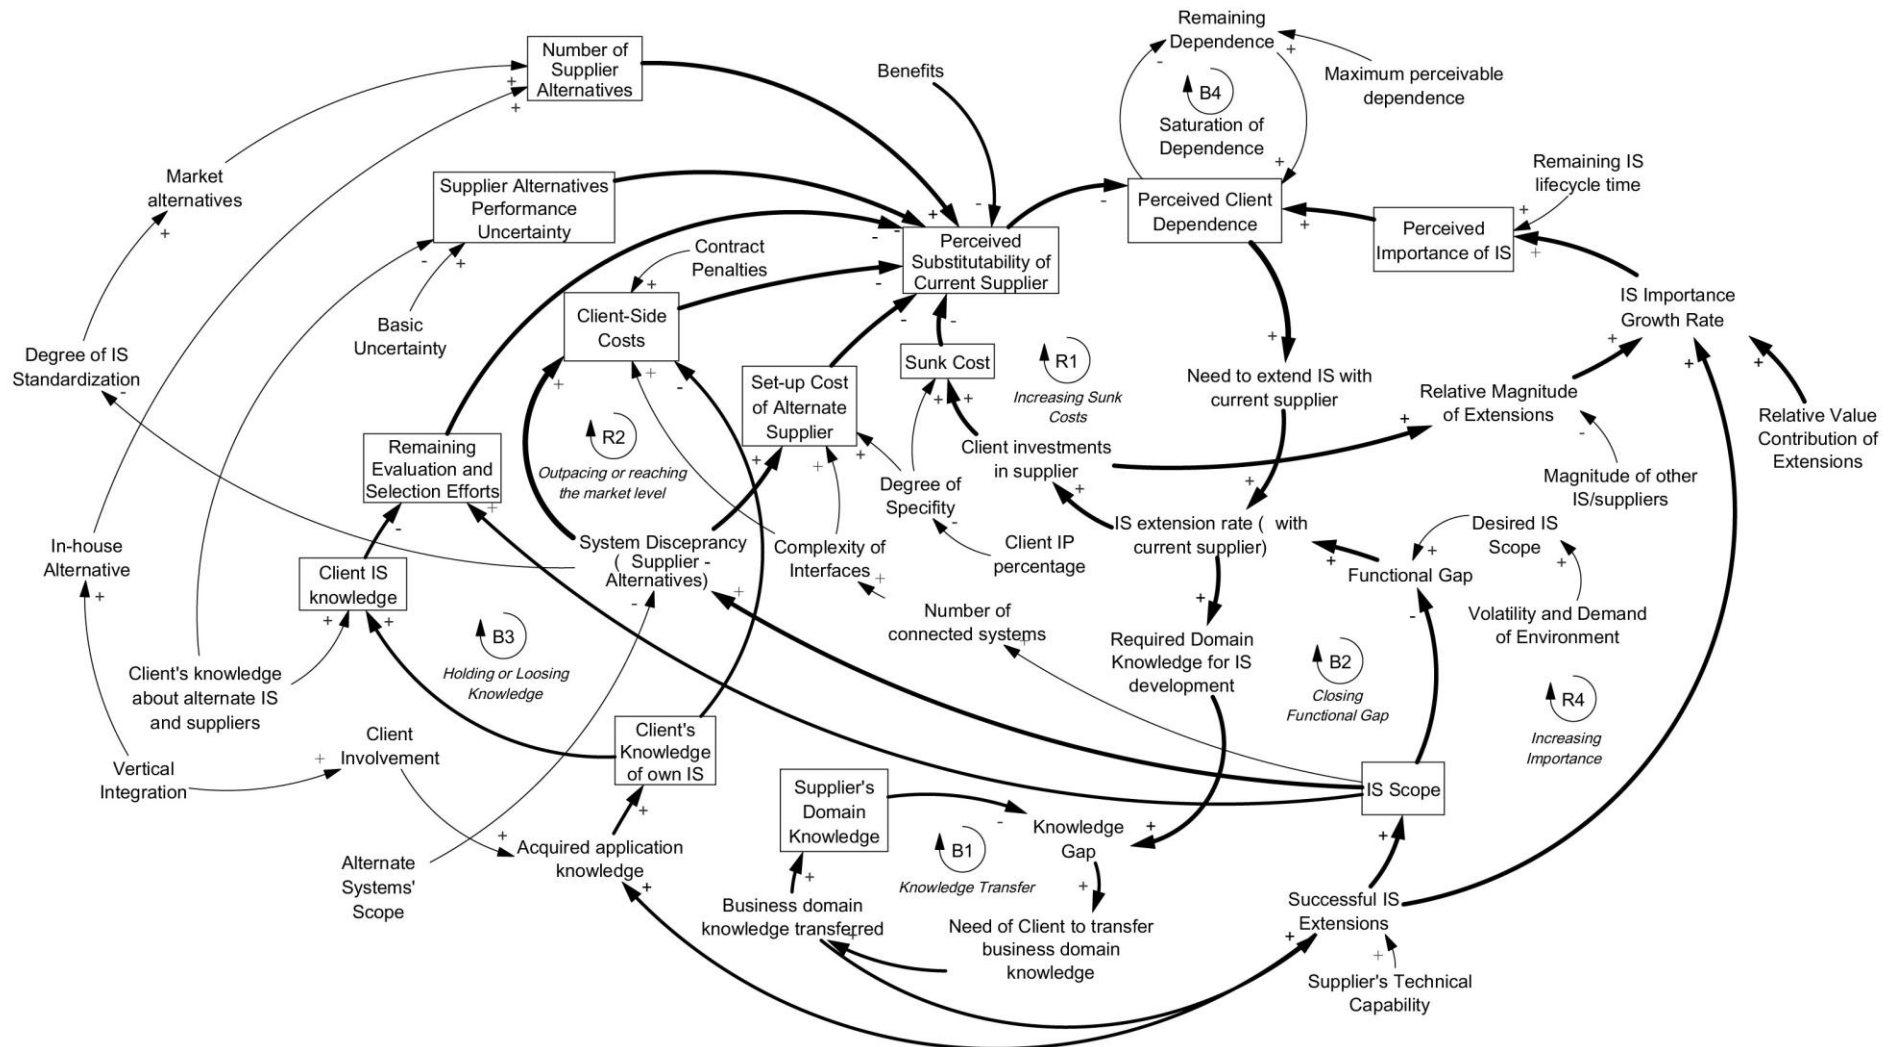 Remaining
Dependence
Number of
Supplier
Alternatives
Benefits
Maximum perceivable
dependence
B4
Saturation of
Dependence
Market
alternatives
Supplier Alternatives
Performance
Uncertainty
Remaining IS
lifecycle time
Perceived Client
Dependence
Perceived
Importance of IS
Perceived
Substitutability of
Current Supplier
Contract
Penalties
IS Importance
Growth Rate
Client-Side
Costs
Basic
Uncertainty
Degree of IS
Standardization
Sunk Cost
R1
Increasing Sunk
Costs
Need to extend IS with
current supplier
Relative Magnitude
of Extensions
Relative Value
Contribution of
Extensions
Set-up Cost
of Alternate
Supplier
R2
Outpacing or reaching
the market level
Remaining
Evaluation and
Selection Efforts
Client investments
in supplier
Degree of
Specifity
Magnitude of other
IS/suppliers
IS extension rate ( with
current supplier)
Desired IS
Scope
In-house
Alternative
System Disceprancy
( Supplier -
Alternatives)
Complexity of
Interfaces
Client IP
percentage
Functional Gap
Client IS
knowledge
Number of
connected systems
Volatility and Demand
of Environment
B3
Holding or Loosing
Knowledge
Required Domain
Knowledge for IS
development
B2
Closing
Functional Gap
R4
Increasing
Importance
Client's knowledge
about alternate IS
and suppliers
Client
Involvement
Client's
Knowledge
of own IS
Vertical
Integration
Supplier's
Domain
Knowledge
IS Scope
Knowledge
Gap
B1
Knowledge Transfer
Acquired application
knowledge
Alternate
Systems'
Scope
Business domain
knowledge transferred
Need of Client to transfer
business domain
knowledge
Successful IS
Extensions
Supplier's Technical
Capability